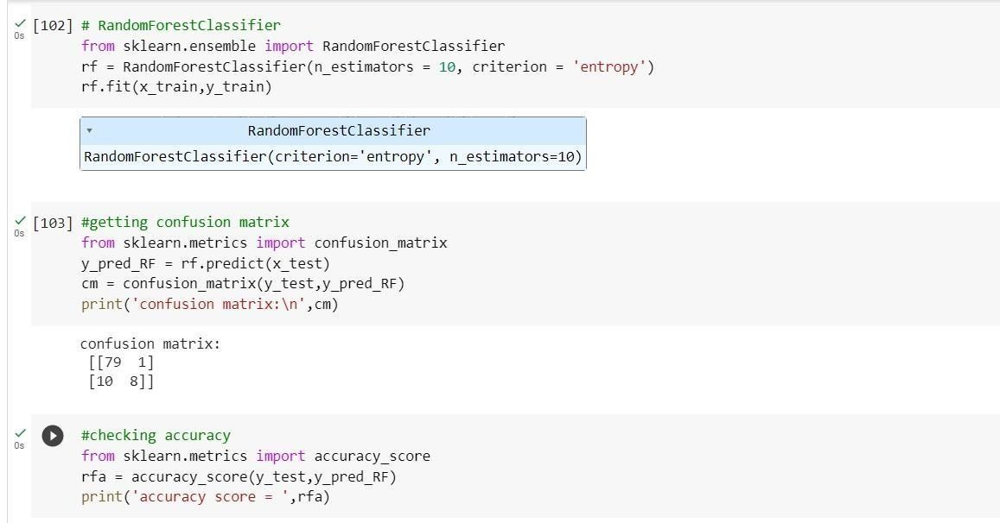 [102] # RandomForestClassifier
0s
from sklearn.ensemble import RandomForestClassifier
rf = RandomForestClassifier(n_estimators = 10, criterion = 'entropy')
rf.fit(x_train,y_train)
RandomForestClassifier
RandomForestClassifier(criterion='entropy', n_estimators=10)
[103] #getting confusion matrix
0s
from sklearn.metrics import confusion_matrix
y_pred_RF = rf.predict(x_test)
cm = confusion_matrix(y_test,y_pred_RF)
print('confusion matrix:\n',cm)
confusion matrix:
[[79 1]
[10 8]]
#checking accuracy
0s
from sklearn.metrics import accuracy_score
rfa = accuracy_score(y_test,y_pred_RF)
print('accuracy score = ',rfa)